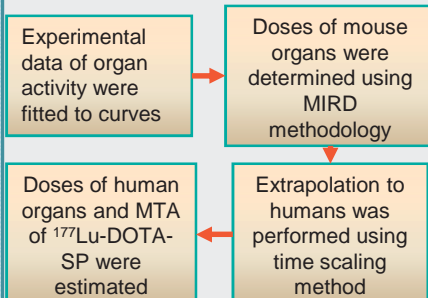 Experimental
data of organ
activity were
fitted to curves
Doses of mouse
organs were
determined using
MIRD
methodology
Extrapolation to
humans was
performed using
time scaling
method
Doses of human
organs and MTA
of ¹⁷⁷Lu-DOTA-
SP were
estimated